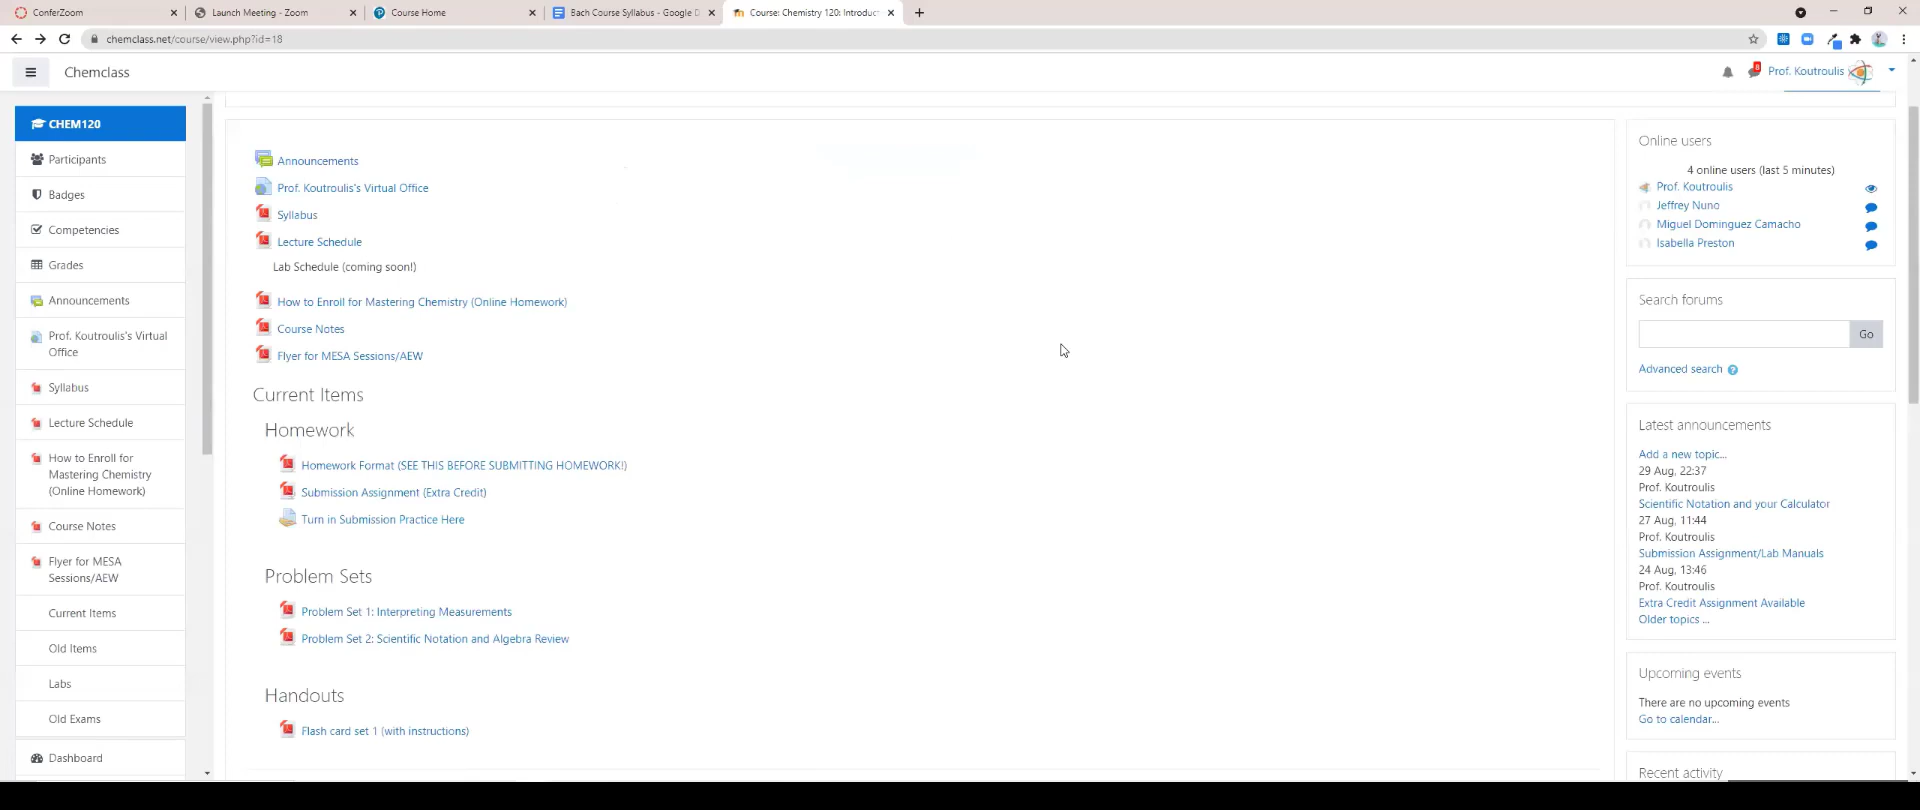 ConferZoom
Launch Meeting - Zoom
Course Home
Bach Course Syllabus - Google D
Course: Chemistry 120: Introduct
chemclass.net/course/view.php?id=18
Chemclass
8
Prof. Koutroulis
CHEM120
Participants
Badges
Competencies
Grades
Announcements
Prof. Koutroulis's Virtual
Office
Syllabus
Lecture Schedule
How to Enroll for
Mastering Chemistry
(Online Homework)
Course Notes
Flyer for MESA
Sessions/AEW
Current Items
Old Items
Labs
Old Exams
Dashboard
Announcements
Prof. Koutroulis's Virtual Office
Syllabus
Lecture Schedule
Lab Schedule (coming soon!)
How to Enroll for Mastering Chemistry (Online Homework)
Course Notes
Flyer for MESA Sessions/AEW
Current Items
Homework
Homework Format (SEE THIS BEFORE SUBMITTING HOMEWORK!)
Submission Assignment (Extra Credit)
Turn in Submission Practice Here
Problem Sets
Problem Set 1: Interpreting Measurements
Problem Set 2: Scientific Notation and Algebra Review
Handouts
Flash card set 1 (with instructions)
Online users
4 online users (last 5 minutes)
Prof. Koutroulis
Jeffrey Nuno
Miguel Dominguez Camacho
Isabella Preston
Search forums
Go
Advanced search
Latest announcements
Add a new topic...
29 Aug, 22:37
Prof. Koutroulis
Scientific Notation and your Calculator
27 Aug, 11:44
Prof. Koutroulis
Submission Assignment/Lab Manuals
24 Aug, 13:46
Prof. Koutroulis
Extra Credit Assignment Available
Older topics ...
Upcoming events
There are no upcoming events
Go to calendar...
Recent activity